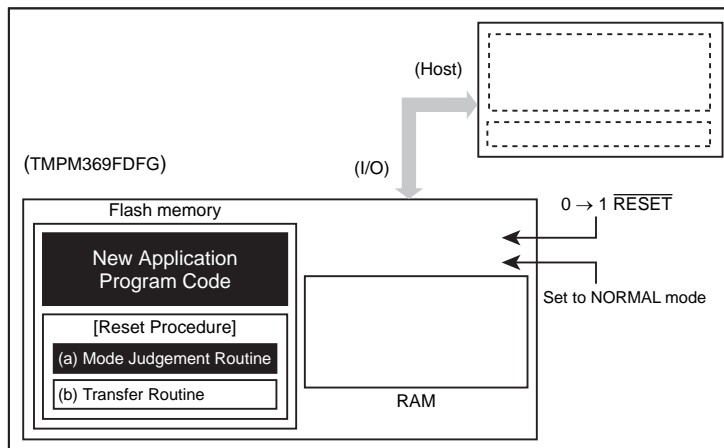 (Host)
(TMPM369FDFG)
(I/O)
Flash memory
0 → 1 RESET
New Application
Program Code
Set to NORMAL mode
[Reset Procedure]
(a) Mode Judgement Routine
(b) Transfer Routine
RAM